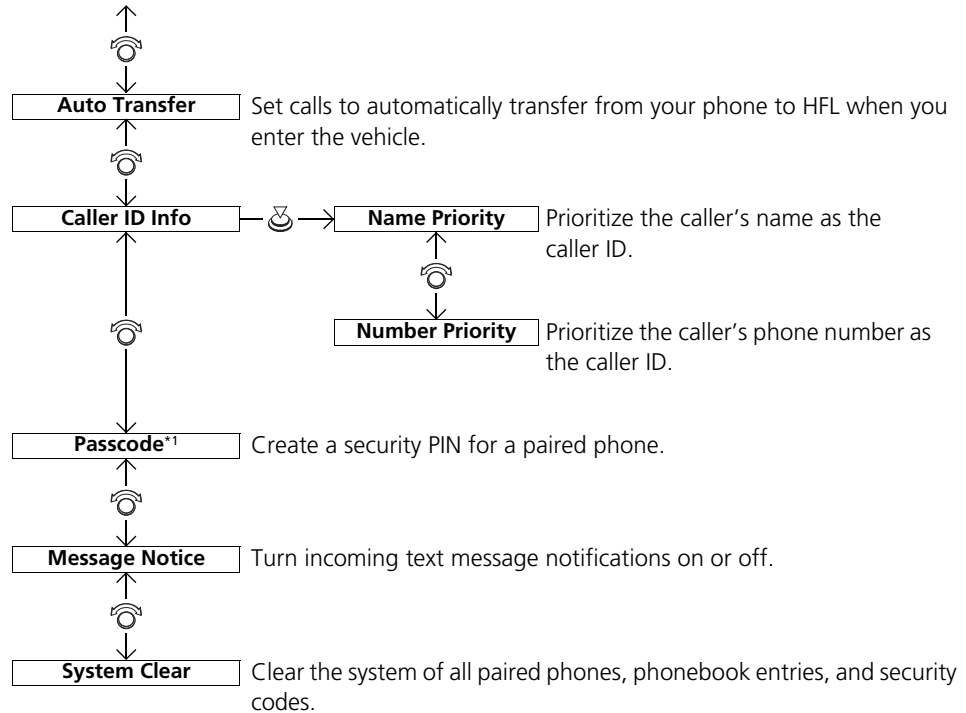 Auto Transfer
Set calls to automatically transfer from your phone to HFL when you
enter the vehicle.
Caller ID Info
Name Priority
Prioritize the caller’s name as the
caller ID.
Number Priority
Prioritize the caller’s phone number as
the caller ID.
Passcode*1
Create a security PIN for a paired phone.
Message Notice
Turn incoming text message notifications on or off.
System Clear
Clear the system of all paired phones, phonebook entries, and security
codes.